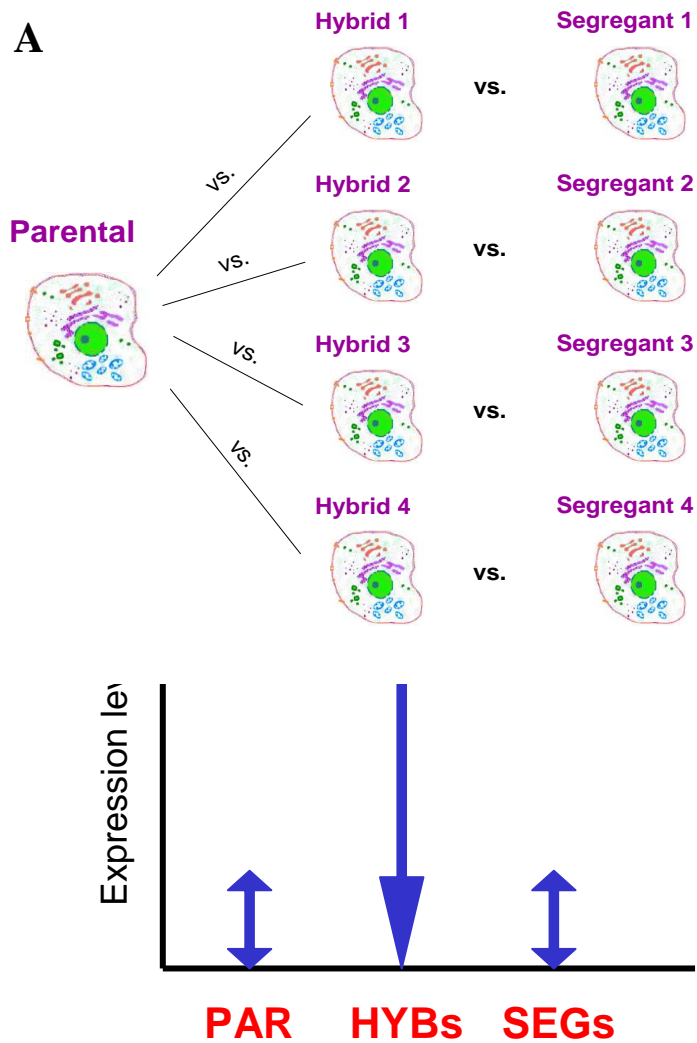 A
Hybrid 1 Segregant 1
vs.
vs.
Hybrid 2 Segregant 2
vs.
Parental
vs.
Hybrid 3 Segregant 3
vs.
vs.
Hybrid 4 Segregant 4
vs.
vs.
Expression
PAR HYBs SEGs